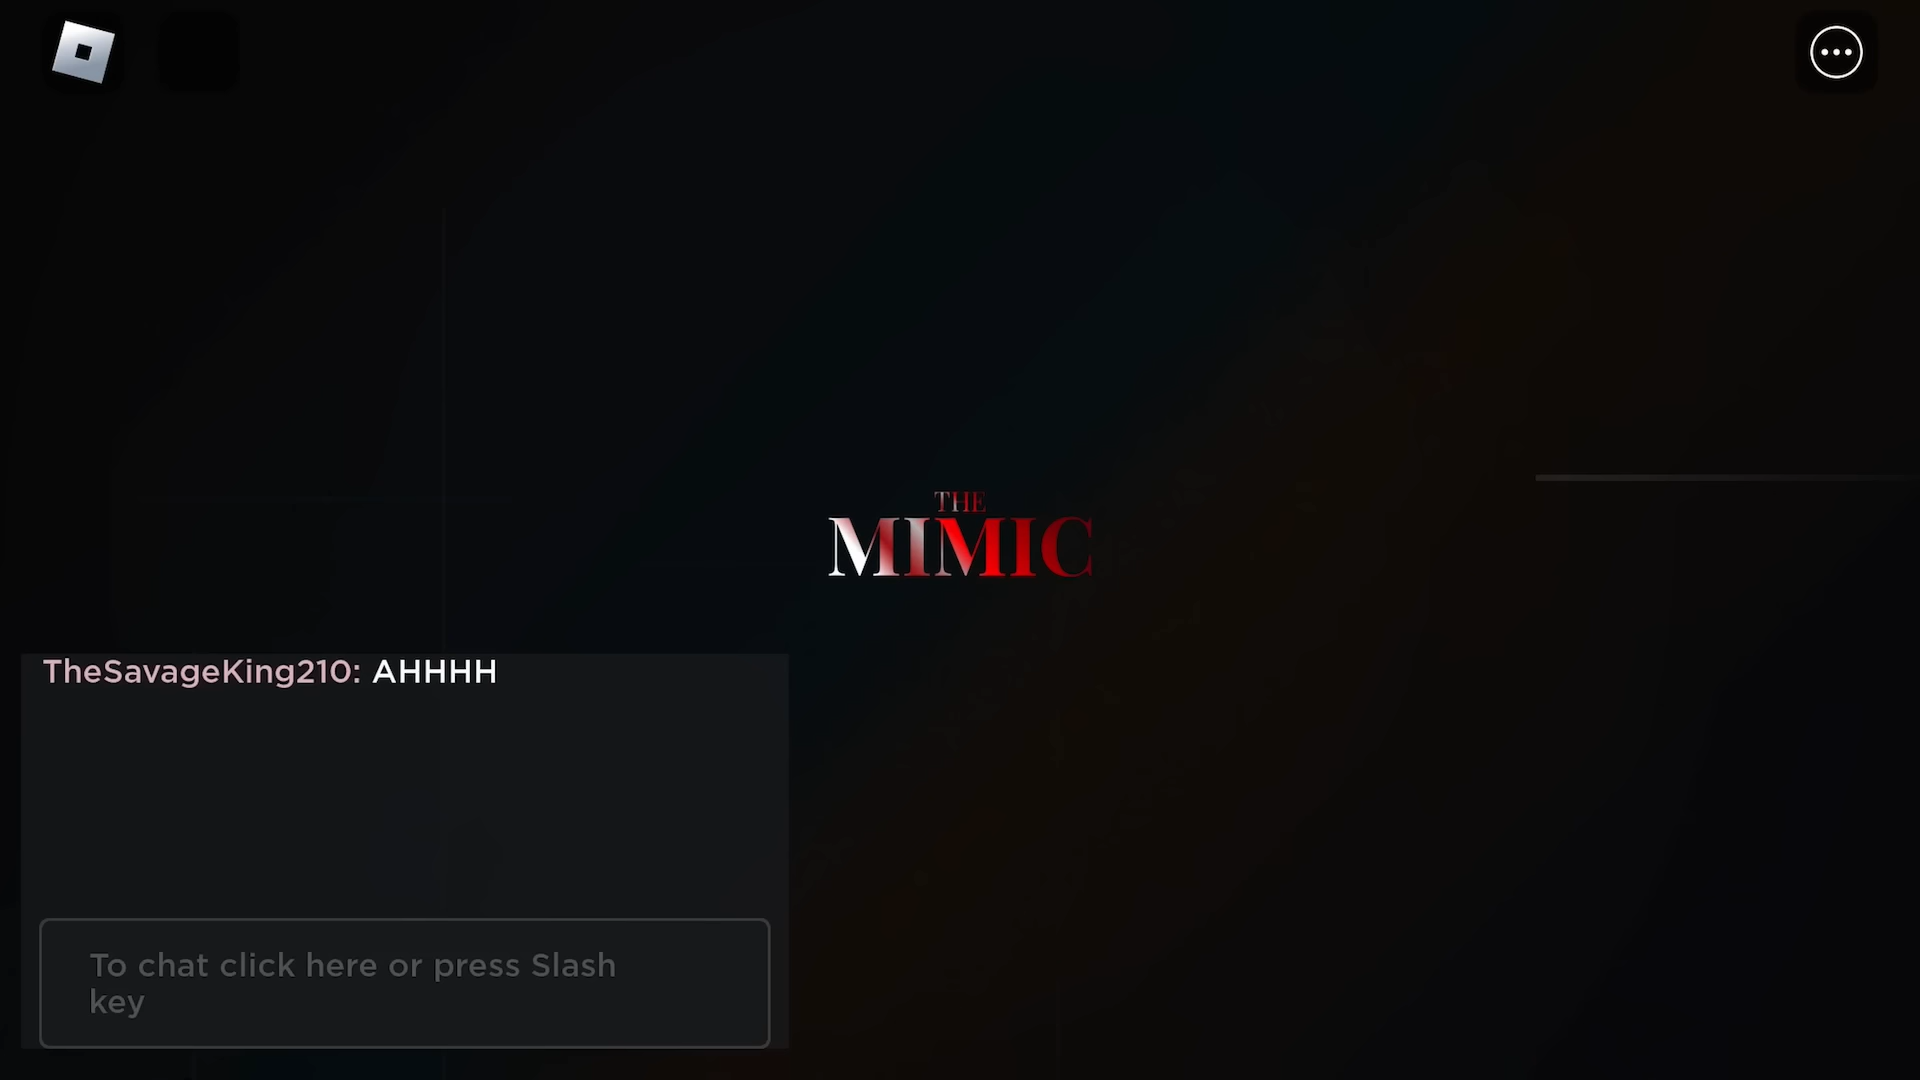 THE
MIMIC
TheSavageKing210: AHHHH
To chat click here or press Slash
key